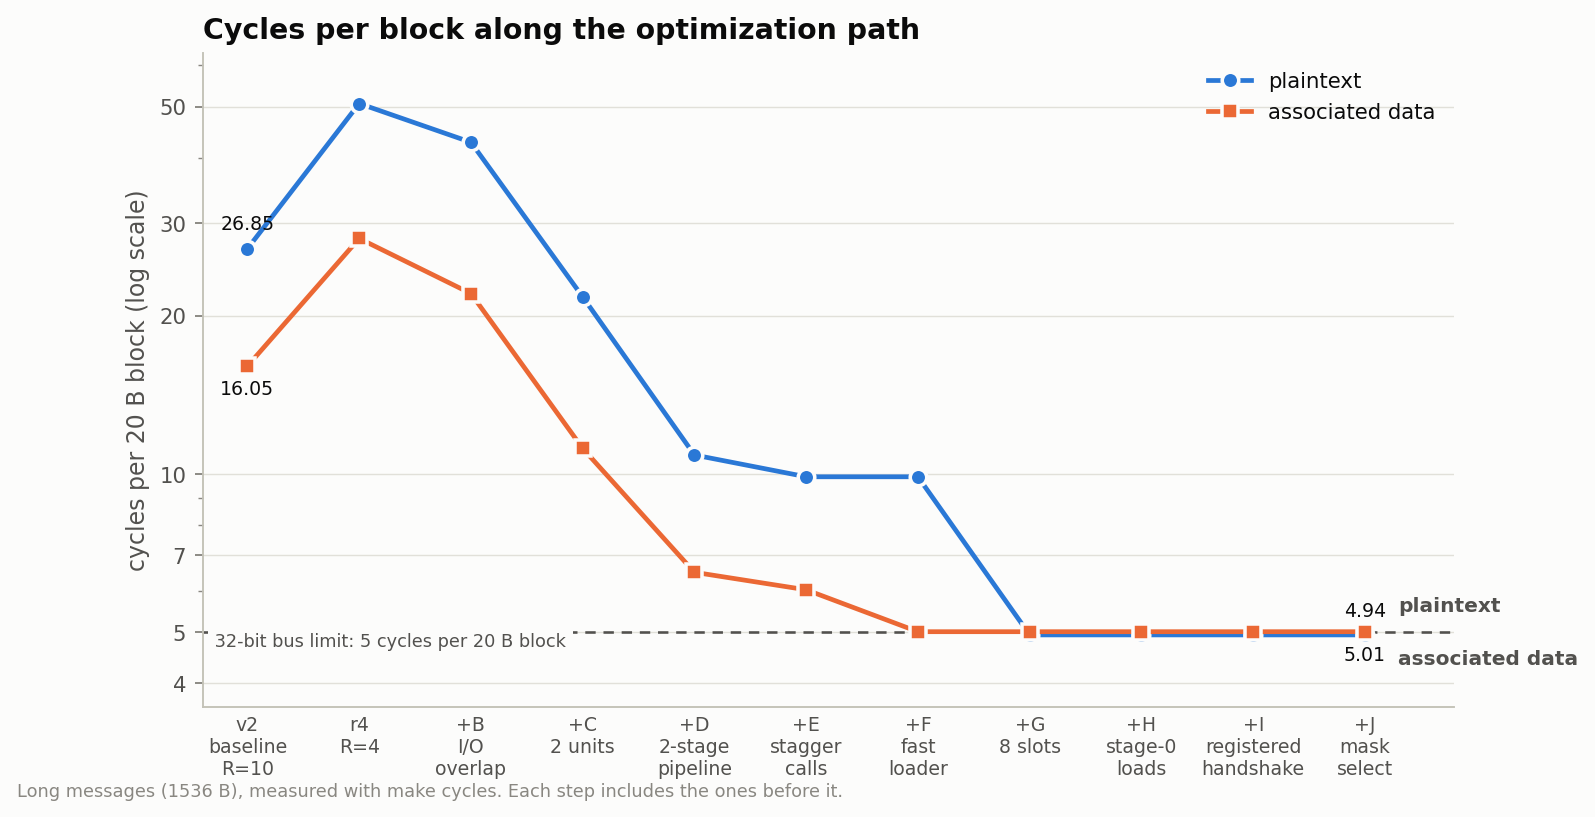 Cycles per block along the optimization path
plaintext
associated data
cycles per 20 B block (log scale)
50
30
20
10
7
5
4
26.85
16.05
32-bit bus limit: 5 cycles per 20 B block
4.94 plaintext
5.01 associated data
v2 baseline R=10
r4 R=4
+B I/O overlap
+C 2 units
+D 2-stage pipeline
+E stagger calls
+F fast loader
+G 8 slots
+H stage-0 loads
+I registered handshake
+J mask select
Long messages (1536 B), measured with make cycles. Each step includes the ones before it.